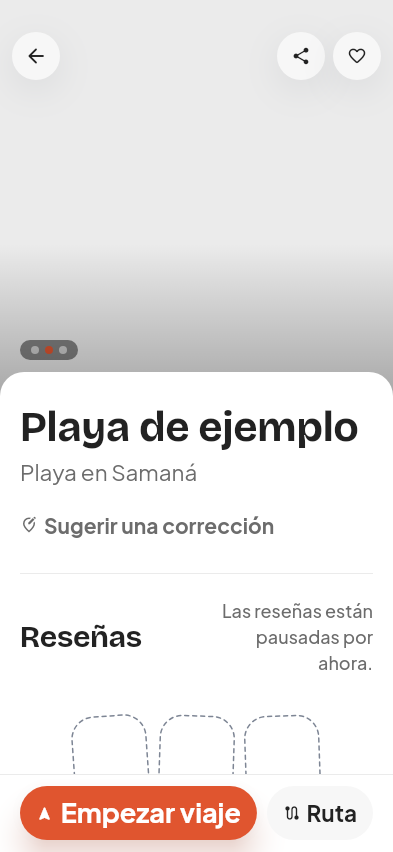 Playa de ejemplo
Playa en Samaná
Sugerir una corrección
Reseñas
Las reseñas están
pausadas por
ahora.
Empezar viaje
Ruta